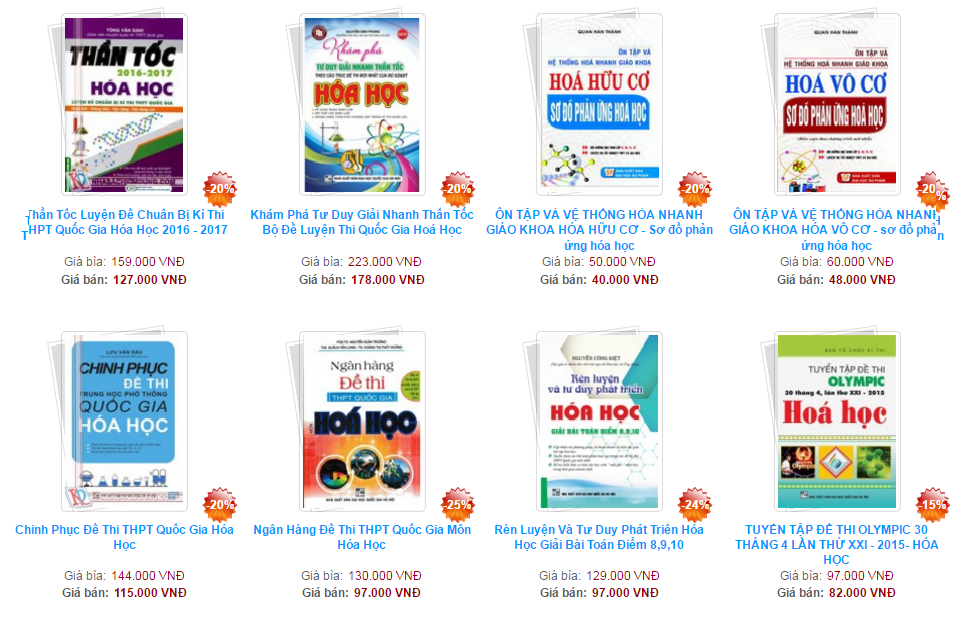 TỐNG VĂN SINH
THẦN TỐC
2016-2017
HÓA HỌC
LUYỆN ĐỀ CHUẨN BỊ KÌ THI THPT QUỐC GIA
-20%
Thần Tốc Luyện Đề Chuẩn Bị Kì Thi
THPT Quốc Gia Hóa Học 2016 - 2017
Giá bìa: 159.000 VNĐ
Giá bán: 127.000 VNĐ
Khám phá
TƯ DUY GIẢI NHANH THẦN TỐC
HÓA HỌC
-20%
Khám Phá Tư Duy Giải Nhanh Thần Tốc
Bộ Đề Luyện Thi Quốc Gia Hoá Học
Giá bìa: 223.000 VNĐ
Giá bán: 178.000 VNĐ
QUAN HÁN THÀNH
ÔN TẬP VÀ
HỆ THỐNG HOÁ NHANH GIÁO KHOA
HOÁ HỮU CƠ
SƠ ĐỒ PHẢN ỨNG HOÁ HỌC
-20%
ÔN TẬP VÀ VỆ THỐNG HÓA NHANH
GIÁO KHOA HÓA HỮU CƠ - Sơ đồ phản
ứng hóa học
Giá bìa: 50.000 VNĐ
Giá bán: 40.000 VNĐ
QUAN HÁN THÀNH
ÔN TẬP VÀ
HỆ THỐNG HOÁ NHANH GIÁO KHOA
HOÁ VÔ CƠ
SƠ ĐỒ PHẢN ỨNG HOÁ HỌC
-20%
ÔN TẬP VÀ VỆ THỐNG HÓA NHANH
GIÁO KHOA HÓA VÔ CƠ - sơ đồ phản
ứng hóa học
Giá bìa: 60.000 VNĐ
Giá bán: 48.000 VNĐ
LƯU VĂN DẦU
CHINH PHỤC
ĐỀ THI
TRUNG HỌC PHỔ THÔNG
QUỐC GIA
HÓA HỌC
-20%
Chinh Phục Đề Thi THPT Quốc Gia Hóa
Học
Giá bìa: 144.000 VNĐ
Giá bán: 115.000 VNĐ
Ngân hàng
Đề thi
THPT QUỐC GIA
MÔN
HOÁ HỌC
-25%
Ngân Hàng Đề Thi THPT Quốc Gia Môn
Hóa Học
Giá bìa: 130.000 VNĐ
Giá bán: 97.000 VNĐ
NGUYỄN CÔNG KIỆT
Rèn luyện
và tư duy phát triển
HÓA HỌC
GIẢI BÀI TOÁN ĐIỂM 8,9,10
-24%
Rèn Luyện Và Tư Duy Phát Triển Hóa
Học Giải Bài Toán Điểm 8,9,10
Giá bìa: 129.000 VNĐ
Giá bán: 97.000 VNĐ
BAN TỔ CHỨC KÌ THI
TUYỂN TẬP ĐỀ THI
OLYMPIC
30 tháng 4, lần thứ XXI - 2015
Hoá học
-15%
TUYỂN TẬP ĐỀ THI OLYMPIC 30
THÁNG 4 LẦN THỨ XXI - 2015- HÓA
HỌC
Giá bìa: 97.000 VNĐ
Giá bán: 82.000 VNĐ